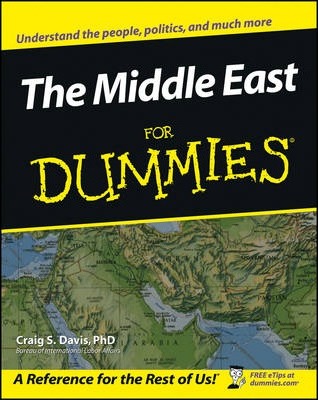 Understand the people, politics, and much more
The Middle East
FOR
DUMMIES®
Craig S. Davis, PhD
Bureau of International Labor Affairs
A Reference for the Rest of Us!®
FREE eTips at
dummies.com®